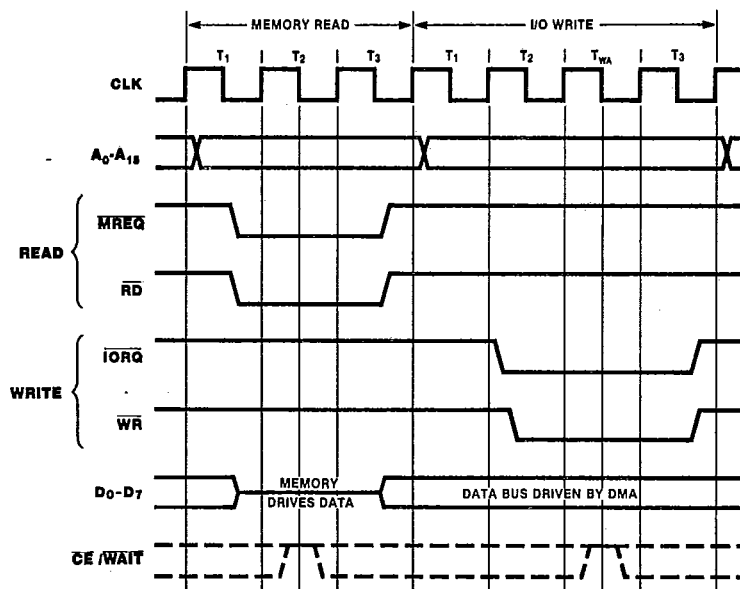 MEMORY READ I/O WRITE
T1 T2 T3 T1 T2 TWA T3
CLK
A0-A15
READ
MREQ
RD
WRITE
IORQ
WR
D0-D7
MEMORY
DRIVES DATA
DATA BUS DRIVEN BY DMA
CE/WAIT